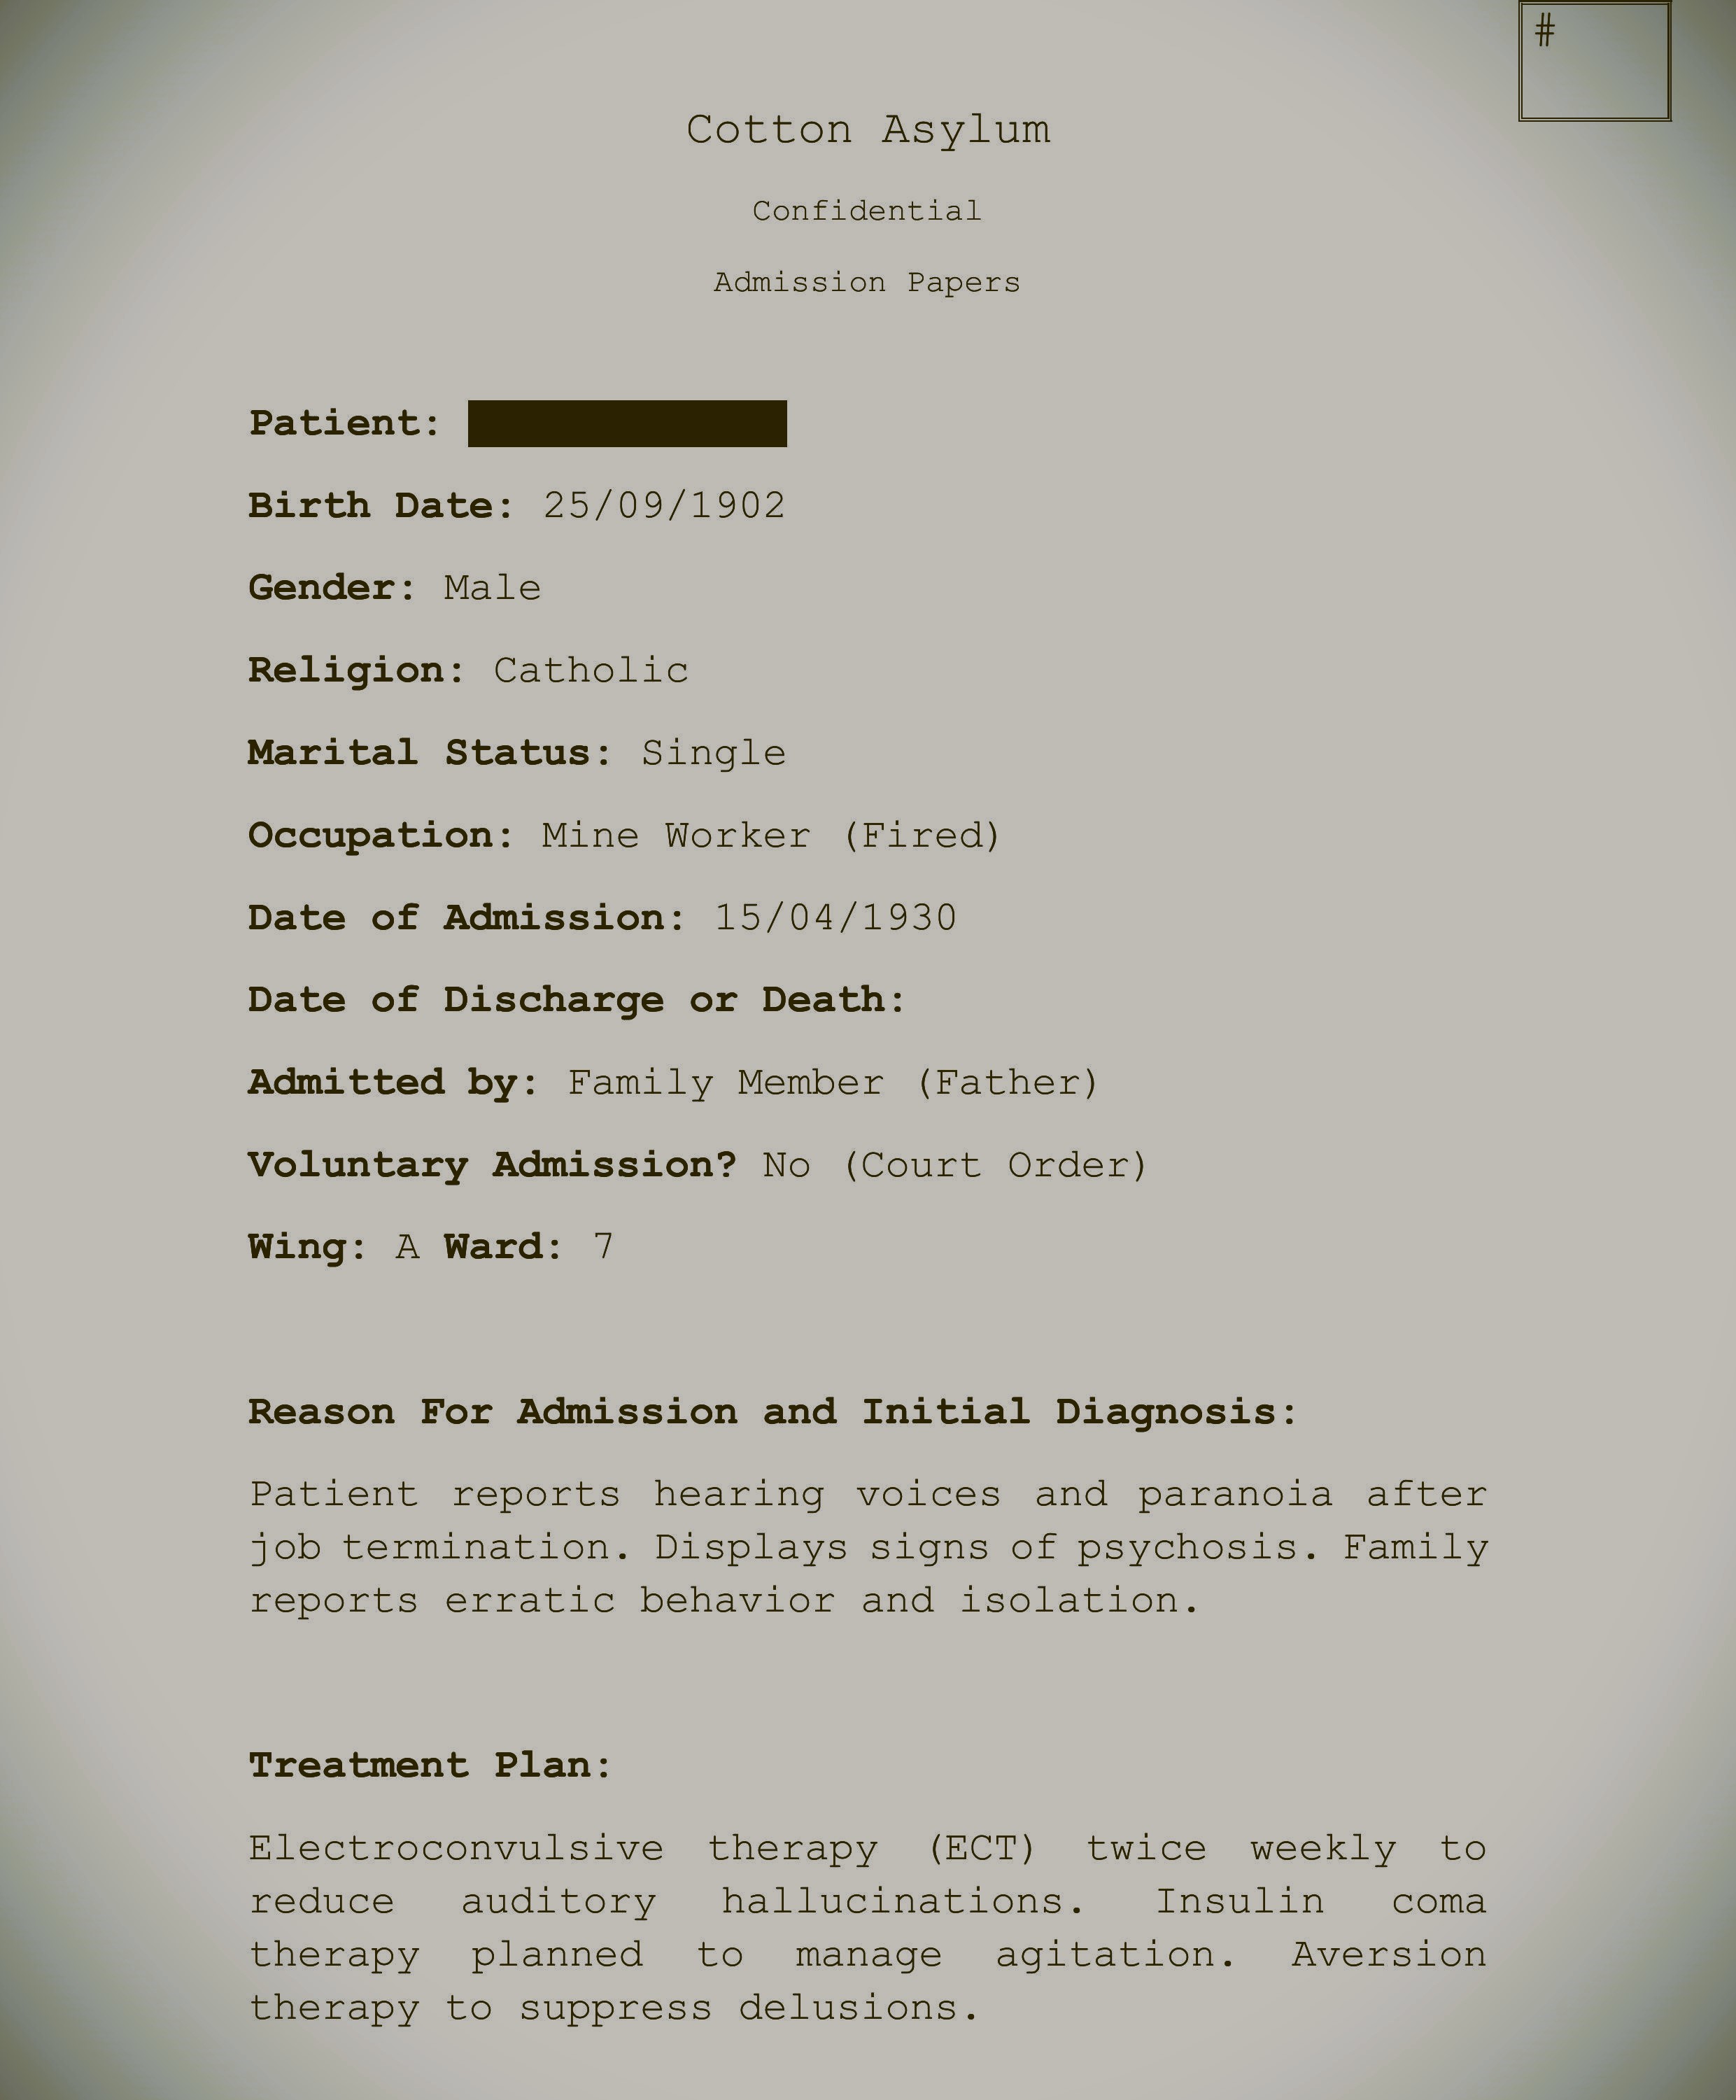 #
Cotton Asylum
Confidential
Admission Papers
Patient:
Birth Date: 25/09/1902
Gender: Male
Religion: Catholic
Marital Status: Single
Occupation: Mine Worker (Fired)
Date of Admission: 15/04/1930
Date of Discharge or Death:
Admitted by: Family Member (Father)
Voluntary Admission? No (Court Order)
Wing: A Ward: 7
Reason For Admission and Initial Diagnosis:
Patient reports hearing voices and paranoia after
job termination. Displays signs of psychosis. Family
reports erratic behavior and isolation.
Treatment Plan:
Electroconvulsive therapy (ECT) twice weekly to
reduce auditory hallucinations. Insulin coma
therapy planned to manage agitation. Aversion
therapy to suppress delusions.